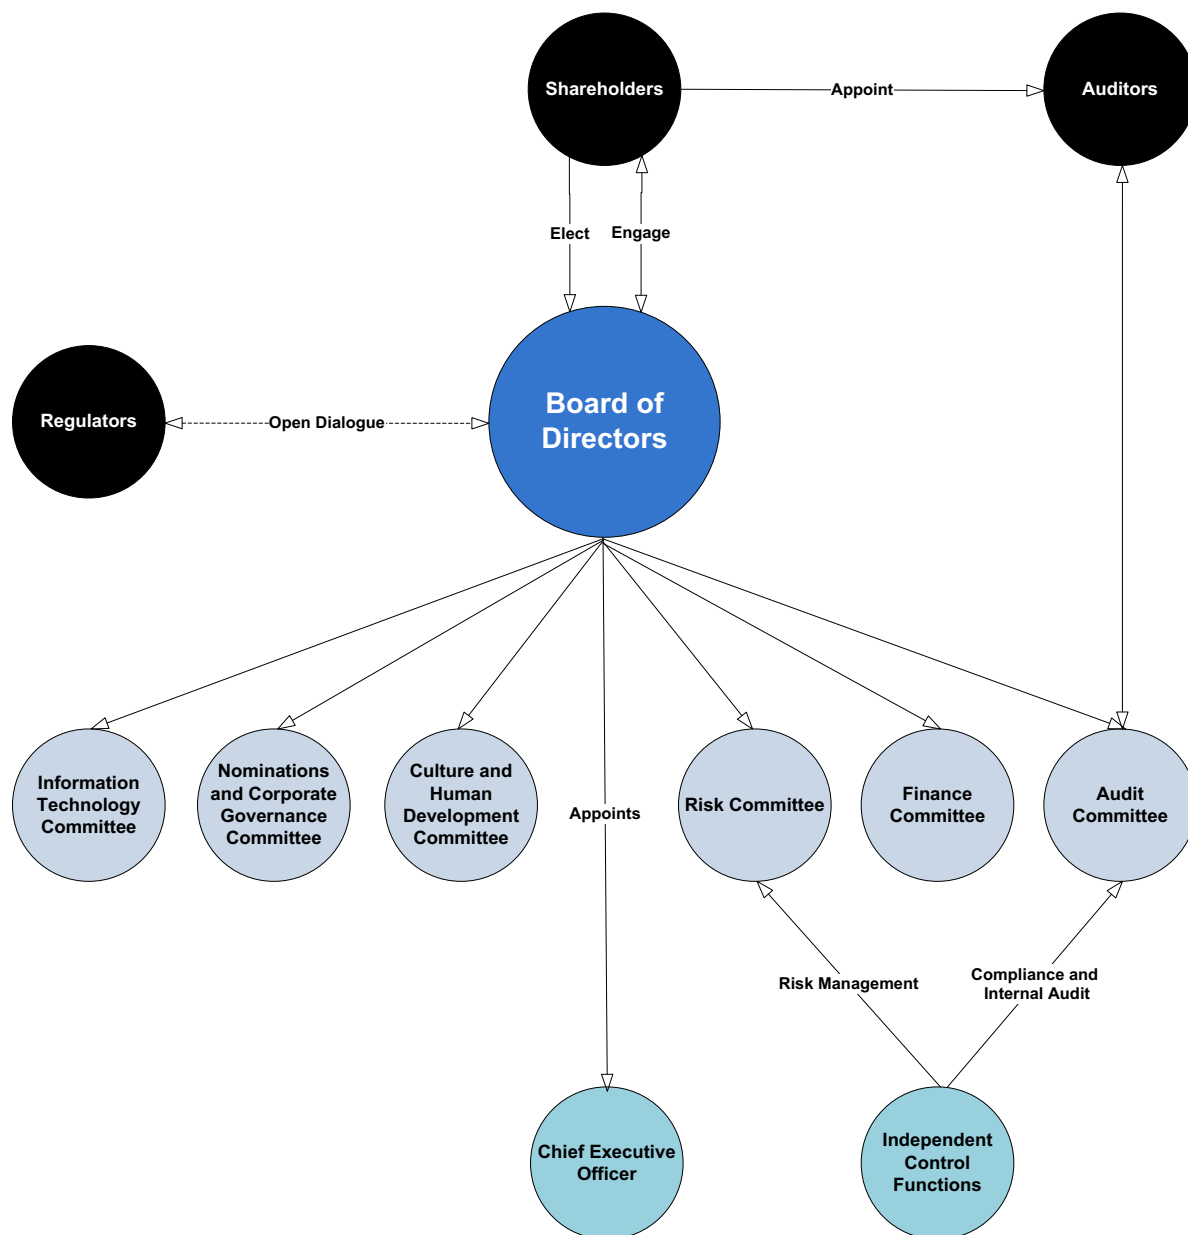 Shareholders
Appoint
Auditors
Elect
Engage
Board of
Directors
Regulators
Open Dialogue
Information
Technology
Committee
Nominations
and Corporate
Governance
Committee
Culture and
Human
Development
Committee
Appoints
Risk Committee
Finance
Committee
Audit
Committee
Risk Management
Compliance and
Internal Audit
Chief Executive
Officer
Independent
Control
Functions